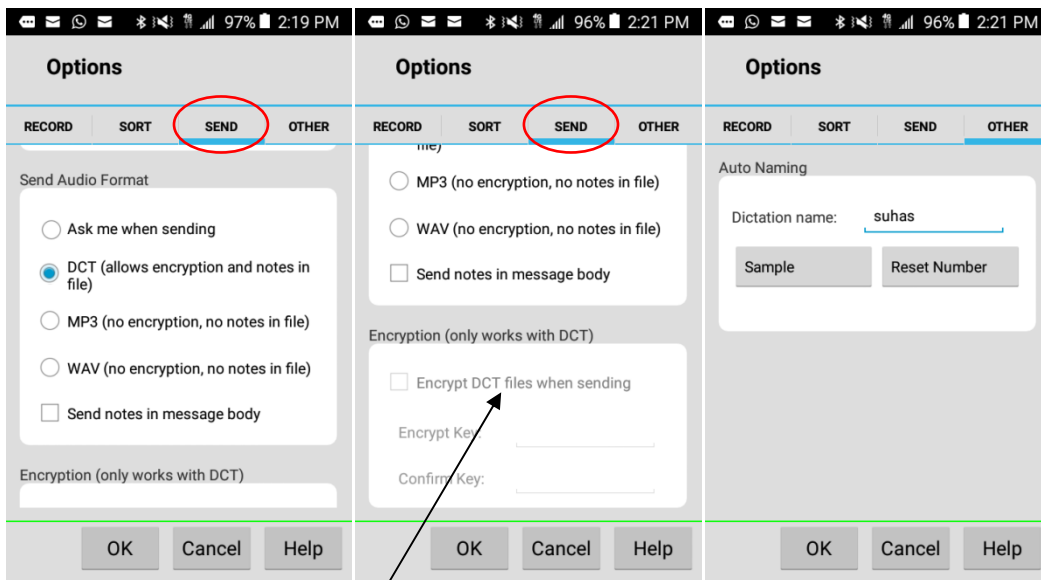 97% 2:19 PM
Options
RECORD SORT SEND OTHER
Send Audio Format
Ask me when sending
DCT (allows encryption and notes in
file)
MP3 (no encryption, no notes in file)
WAV (no encryption, no notes in file)
Send notes in message body
Encryption (only works with DCT)
OK Cancel Help
96% 2:21 PM
Options
RECORD SORT SEND OTHER
file)
MP3 (no encryption, no notes in file)
WAV (no encryption, no notes in file)
Send notes in message body
Encryption (only works with DCT)
Encrypt DCT files when sending
Encrypt Key:
Confirm Key:
OK Cancel Help
96% 2:21 PM
Options
RECORD SORT SEND OTHER
Auto Naming
Dictation name: suhas
Sample Reset Number
OK Cancel Help